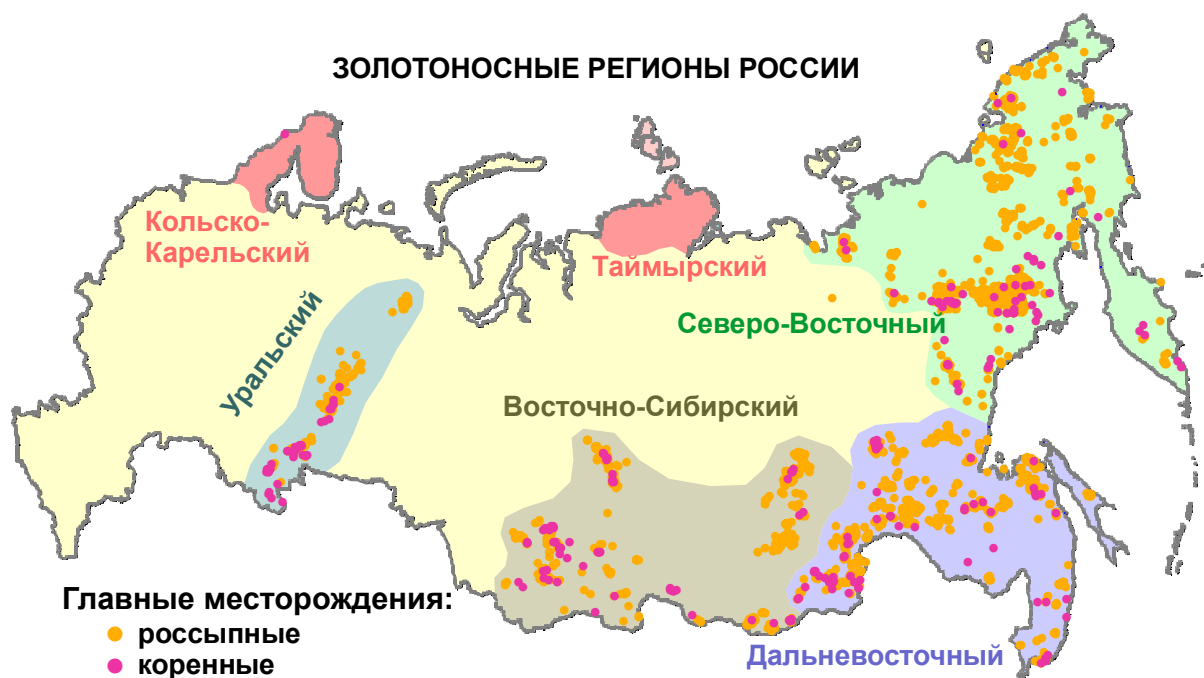 ЗОЛОТОНОСНЫЕ РЕГИОНЫ РОССИИ
Кольско-
Карельский
Таймырский
Уральский
Северо-Восточный
Восточно-Сибирский
Главные месторождения:
россыпные
коренные
Дальневосточный